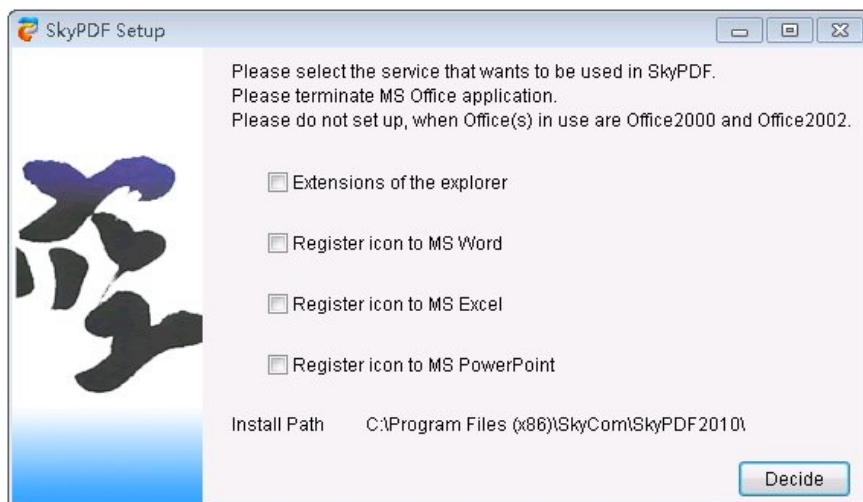 SkyPDF Setup
Please select the service that wants to be used in SkyPDF.
Please terminate MS Office application.
Please do not set up, when Office(s) in use are Office2000 and Office2002.
空
Extensions of the explorer
Register icon to MS Word
Register icon to MS Excel
Register icon to MS PowerPoint
Install Path C:\Program Files (x86)\SkyCom\SkyPDF2010\
Decide